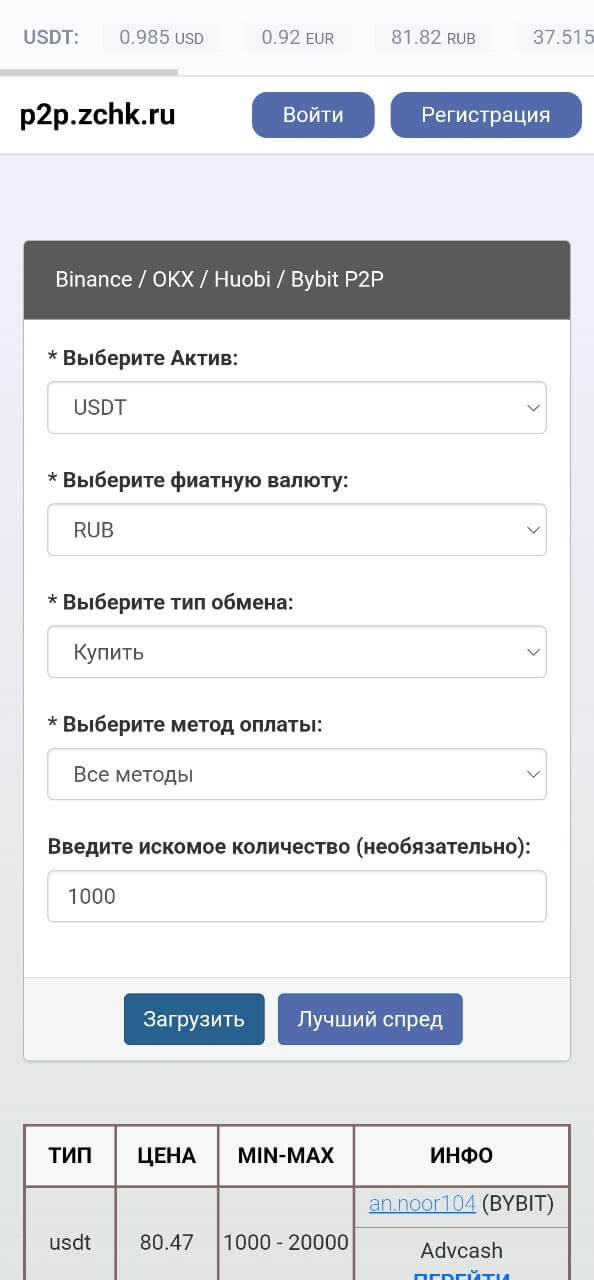 USDT: 0.985 USD 0.92 EUR 81.82 RUB 37.515
p2p.zchk.ru Войти Регистрация
Binance / OKX / Huobi / Bybit P2P
* Выберите Актив:
USDT
* Выберите фиатную валюту:
RUB
* Выберите тип обмена:
Купить
* Выберите метод оплаты:
Все методы
Введите искомое количество (необязательно):
1000
Загрузить Лучший спред
ТИП ЦЕНА MIN-MAX ИНФО
an.noor104 (BYBIT)
usdt 80.47 1000 - 20000
Advcash
ПЕРЕЙТИ